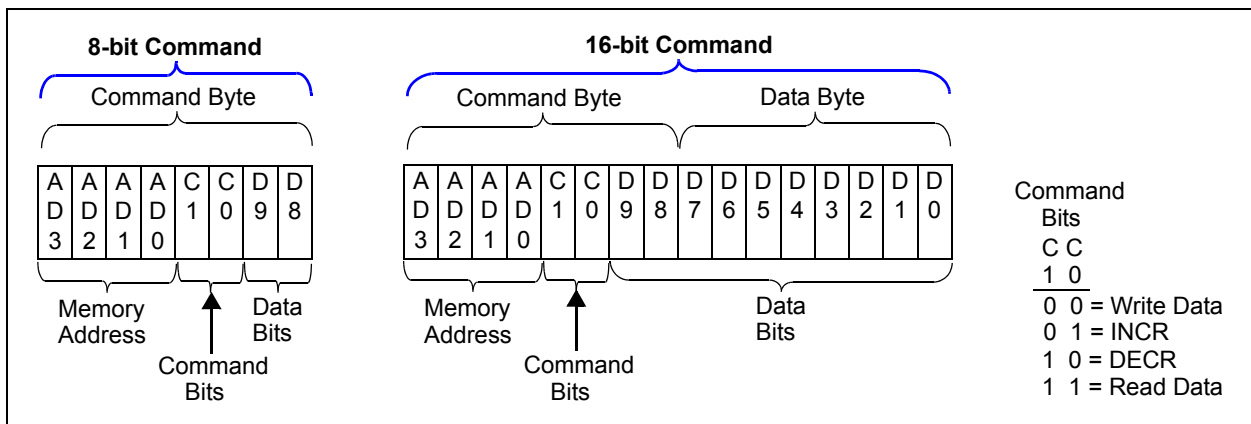 8-bit Command
16-bit Command
Command Byte
Command Byte
Data Byte
A A A A C C D D
D D D D 1 0 9 8
3 2 1 0
A A A A C C D D D D D D D D D D
D D D D 1 0 9 8 7 6 5 4 3 2 1 0
3 2 1 0
Memory
Address
Data
Bits
Command
Bits
Memory
Address
Data
Bits
Command
Bits
Command
Bits
C C
1 0
0 0 = Write Data
0 1 = INCR
1 0 = DECR
1 1 = Read Data